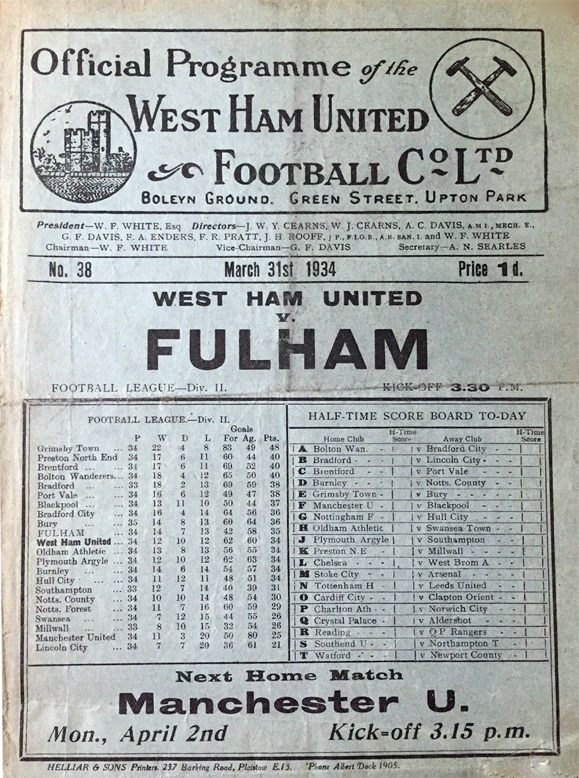 Official Programme of the
WEST HAM UNITED
FOOTBALL CO. LTD
BOLEYN GROUND. GREEN STREET. UPTON PARK
President—W. F. WHITE, Esq Directors—J. W. Y. CEARNS, W. J. CEARNS, A. C. DAVIS, A.M.I., MECH. E.,
G. F. DAVIS, F. A. ENDERS, F. R. PRATT, J. H. ROOFF, J P., F.I.O.B., A.R. SAN. I. and W. F. WHITE
Chairman—W. F. WHITE Vice-Chairman—G. F. DAVIS Secretary—A. N. SEARLES
No. 38 March 31st 1934 Price 1d.
WEST HAM UNITED
v.
FULHAM
FOOTBALL LEAGUE—DIV. II. KICK-OFF 3.30 P.M.
FOOTBALL LEAGUE.—Div. II.
Goals
P W D L For Ag. Pts.
Grimsby Town ... 34 22 4 8 83 49 48
Preston North End 34 17 6 11 60 44 40
Brentford ... ... 34 17 6 11 69 52 40
Bolton Wanderers... 34 18 4 12 65 50 40
Bradford ... ... 33 18 2 13 69 59 38
Port Vale ... ... 34 16 6 12 49 47 38
Blackpool ... ... 34 13 11 10 50 44 37
Bradford City ... 34 16 4 14 64 56 36
Bury ... ... 35 14 8 13 60 64 36
FULHAM... ... 34 14 7 13 42 58 35
West Ham United ... 34 12 10 12 62 60 34
Oldham Athletic ... 34 13 8 13 56 55 34
Plymouth Argyle ... 34 12 10 12 62 63 34
Burnley ... ... 34 14 6 14 54 57 34
Hull City ... ... 34 11 12 11 48 51 34
Southampton ... 33 12 7 14 40 39 31
Notts. County ... 34 10 10 14 48 54 30
Notts. Forest ... 34 11 7 16 60 59 29
Swansea ... ... 34 7 12 15 44 55 26
Millwall ... ... 33 8 10 15 32 54 26
Manchester United 34 11 3 20 50 80 25
Lincoln City ... 34 7 7 20 36 61 21
HALF-TIME SCORE BOARD TO-DAY
Home Club H-Time Score Away Club H-Time Score
A Bolton Wan. - v Bradford City
B Bradford - - v Lincoln City -
C Brentford - - v Port Vale - -
D Burnley - - v Notts. County
E Grimsby Town - v Bury - - -
F Manchester U v Blackpool -
G Nottingham F - v Hull City -
H Oldham Athletic v Swansea Town -
J Plymouth Argyle v Southampton -
K Preston N.E - v Millwall - -
L Chelsea - - v West Brom A
M Stoke City - - v Arsenal - -
N Tottenham H v Leeds United
O Cardiff City - - v Clapton Orient -
P Charlton Ath - v Norwich City
Q Crystal Palace - v Aldershot - -
R Reading - - v Q P Rangers
S Southend U - - v Northampton T -
T Watford - - - v Newport County -
Next Home Match
Manchester U.
Mon., April 2nd Kick=off 3.15 p.m.
HELLIAR & SONS Printers. 237 Barking Road, Plaistow E.13. 'Phone Albert Dock 1905.